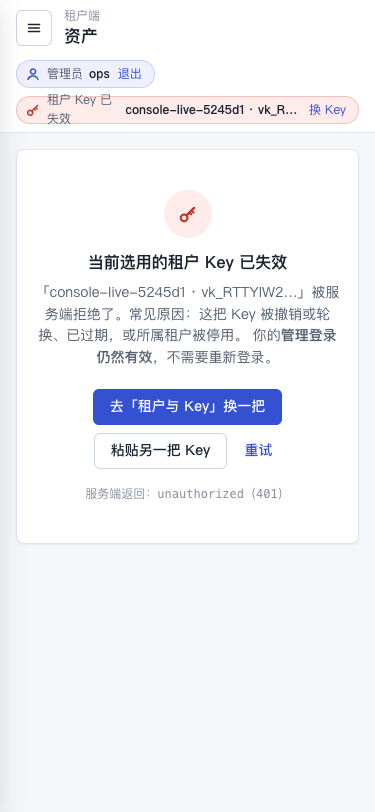 租户端
资产
管理员 ops 退出
租户 Key 已失效 console-live-5245d1 · vk_R… 换 Key
当前选用的租户 Key 已失效
「console-live-5245d1 · vk_RTTYIW2…」被服
务端拒绝了。常见原因：这把 Key 被撤销或轮
换、已过期，或所属租户被停用。 你的管理登录
仍然有效，不需要重新登录。
去「租户与 Key」换一把
粘贴另一把 Key 重试
服务端返回：unauthorized (401)